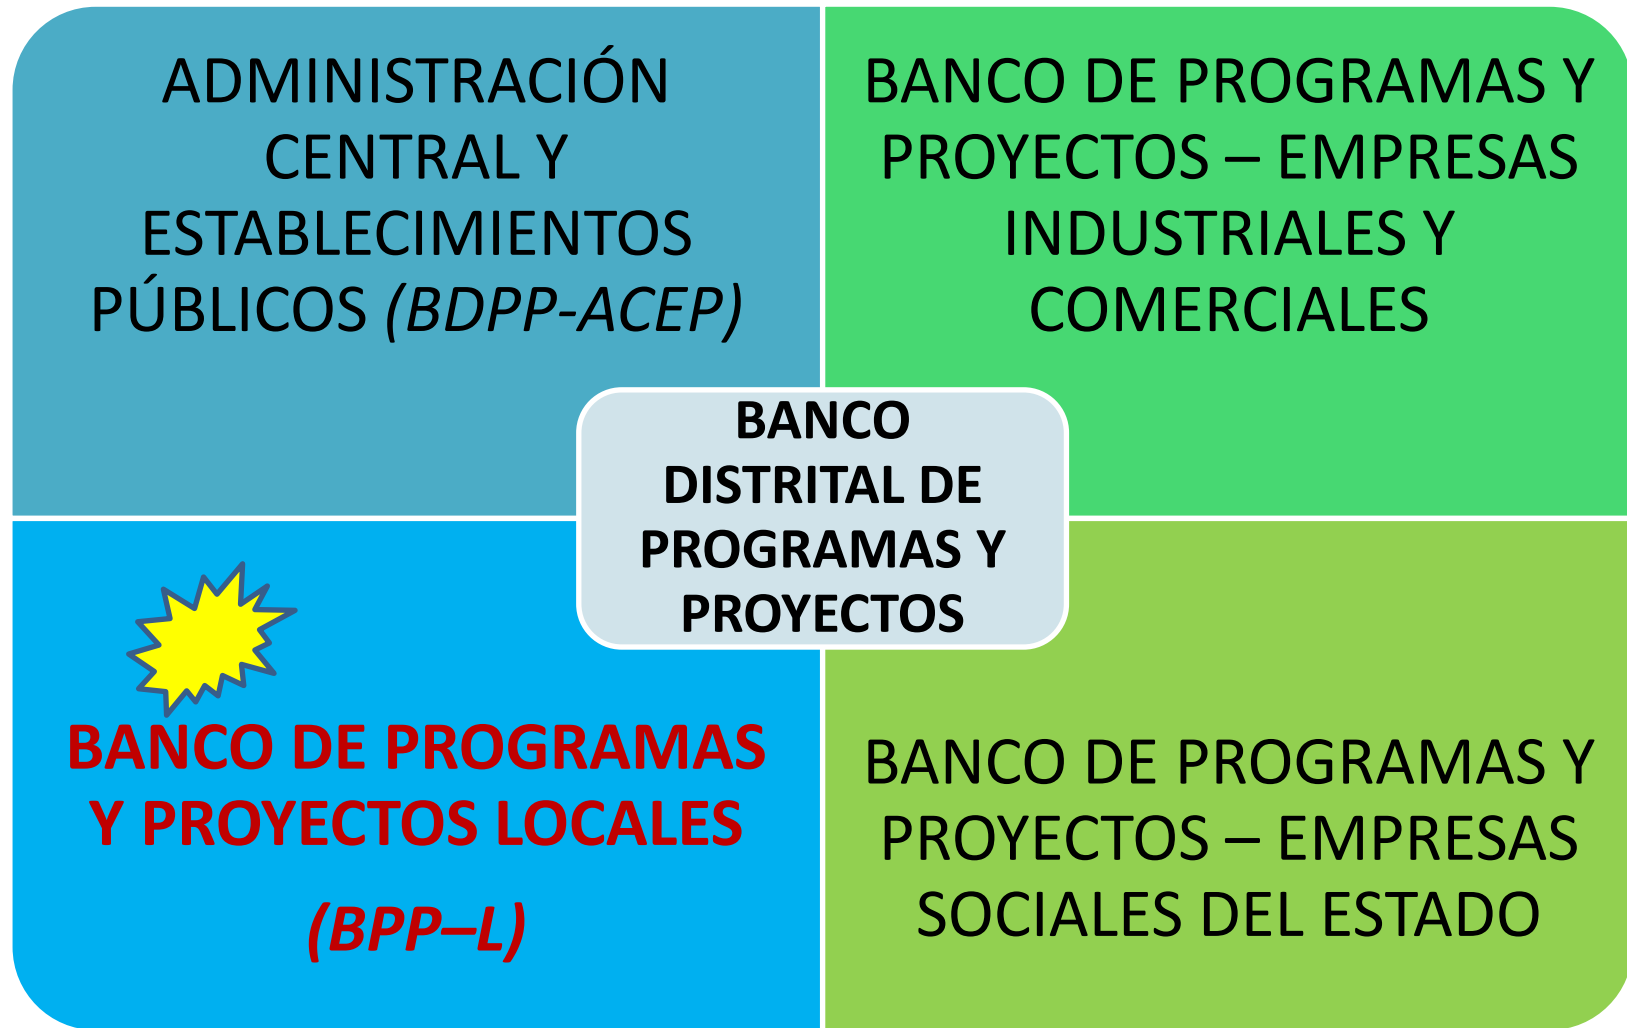 ADMINISTRACIÓN
CENTRAL Y
ESTABLECIMIENTOS
PÚBLICOS (BDPP-ACEP)
BANCO DE PROGRAMAS Y
PROYECTOS – EMPRESAS
INDUSTRIALES Y
COMERCIALES
BANCO
DISTRITAL DE
PROGRAMAS Y
PROYECTOS
BANCO DE PROGRAMAS
Y PROYECTOS LOCALES
(BPP–L)
BANCO DE PROGRAMAS Y
PROYECTOS – EMPRESAS
SOCIALES DEL ESTADO